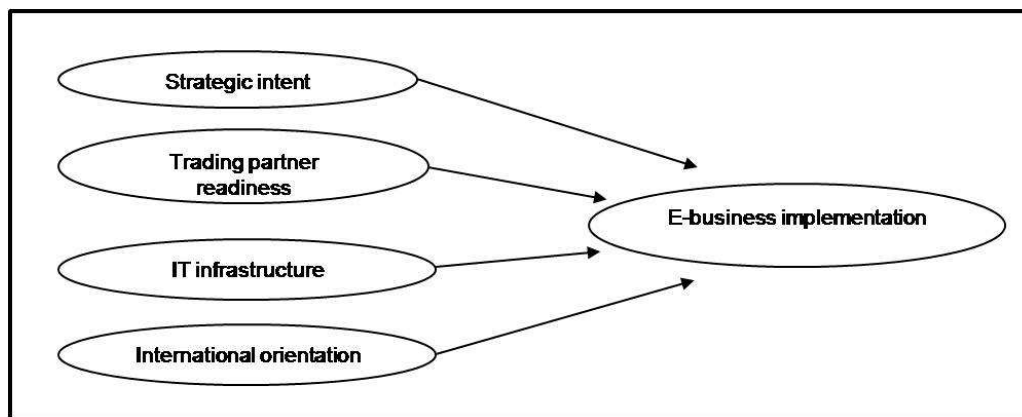 Strategic intent
Trading partner
readiness
E-business implementation
IT infrastructure
International orientation